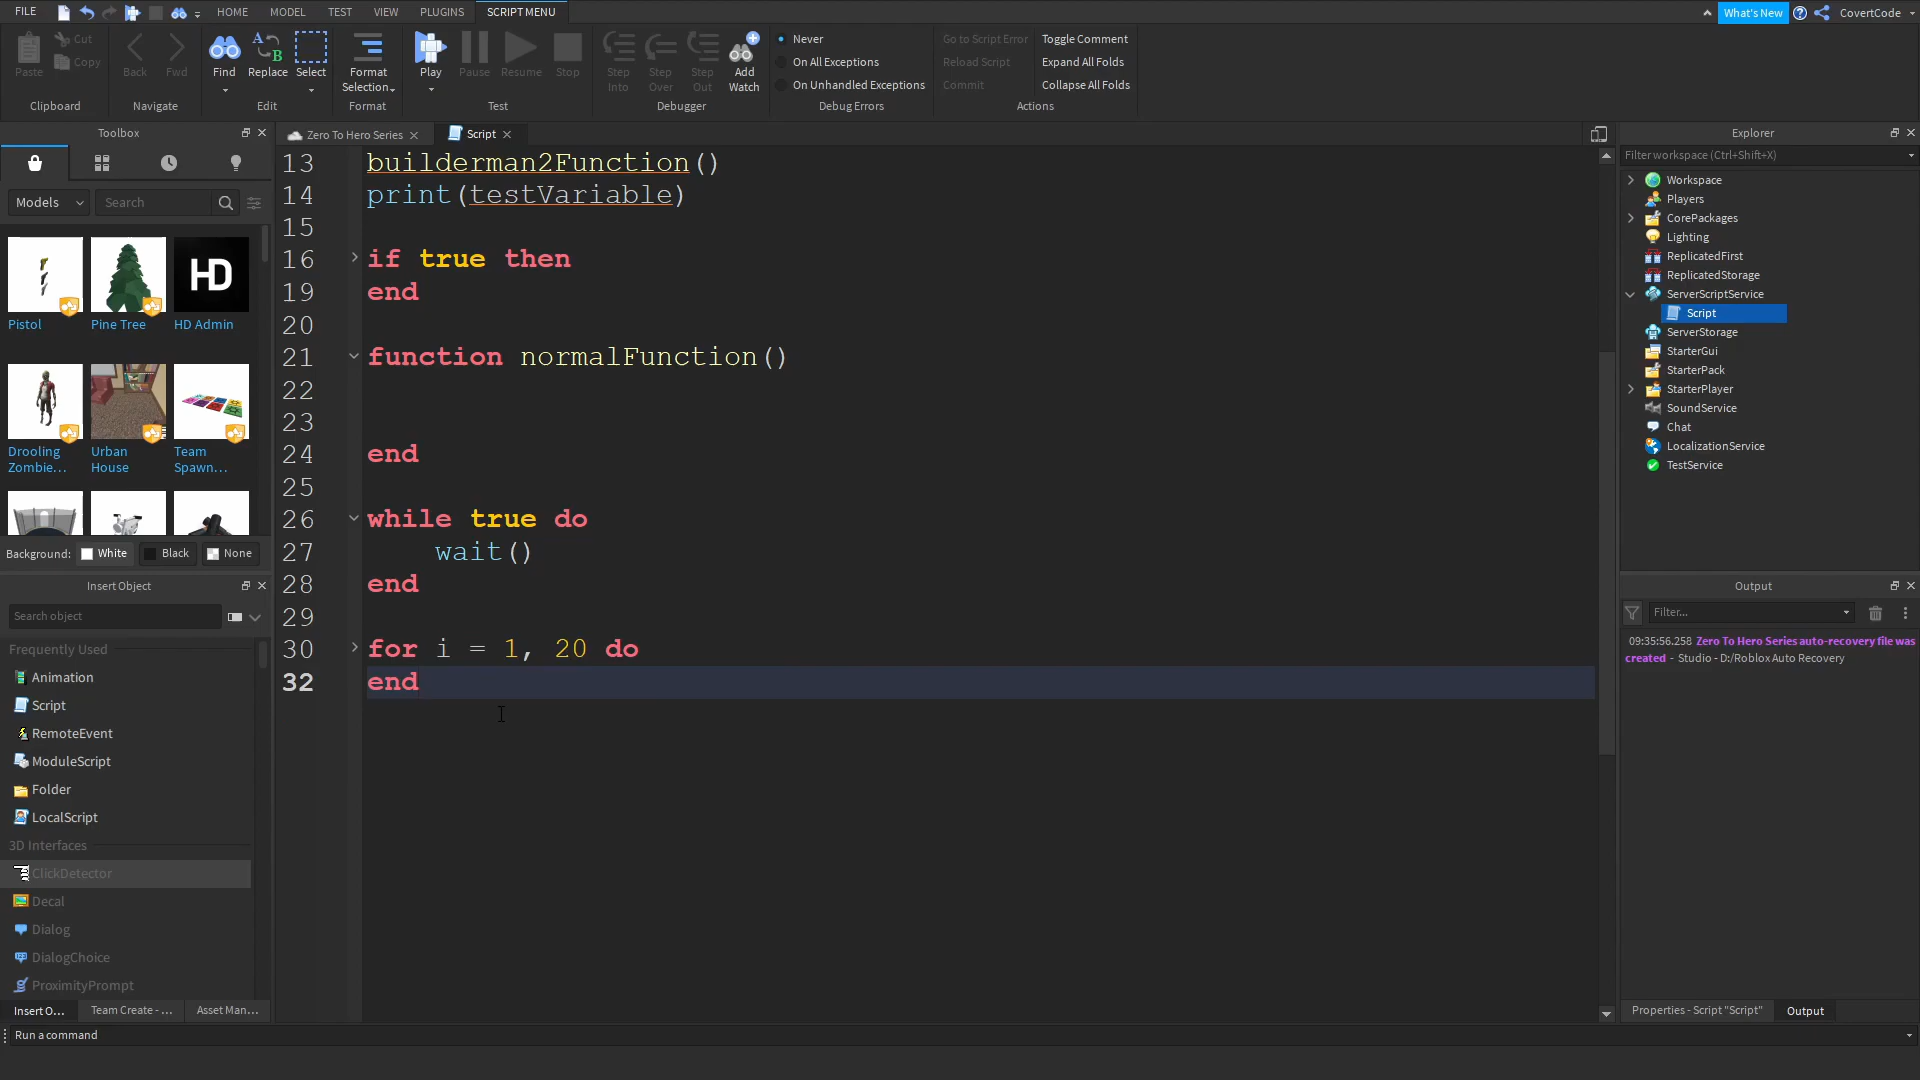 FILE
HOME
MODEL
TEST
VIEW
PLUGINS
SCRIPT MENU
What's New
CovertCode
Paste
Cut
Copy
Clipboard
Back
Fwd
Navigate
Find
Replace
Select
Edit
Format
Selection
Format
Play
Pause
Resume
Stop
Test
Step
Into
Step
Over
Step
Out
Add
Watch
Debugger
Never
On All Exceptions
On Unhandled Exceptions
Debug Errors
Go to Script Error
Reload Script
Commit
Toggle Comment
Expand All Folds
Collapse All Folds
Actions
Toolbox
Models
Search
HD
Pistol
Pine Tree
HD Admin
Drooling
Zombie...
Urban
House
Team
Spawn...
Background:
White
Black
None
Insert Object
Search object
Frequently Used
Animation
Script
RemoteEvent
ModuleScript
Folder
LocalScript
3D Interfaces
ClickDetector
Decal
Dialog
DialogChoice
ProximityPrompt
Insert O...
Team Create - ...
Asset Man...
Run a command
Zero To Hero Series
Script
13 builderman2Function()
14 print(testVariable)
15
16 if true then
19 end
20
21 function normalFunction()
22
23
24 end
25
26 while true do
27 wait()
28 end
29
30 for i = 1, 20 do
32 end
Explorer
Filter workspace (Ctrl+Shift+X)
Workspace
Players
CorePackages
Lighting
ReplicatedFirst
ReplicatedStorage
ServerScriptService
Script
ServerStorage
StarterGui
StarterPack
StarterPlayer
SoundService
Chat
LocalizationService
TestService
Output
Filter...
09:35:56.258 Zero To Hero Series auto-recovery file was
created - Studio - D:/Roblox Auto Recovery
Properties - Script "Script"
Output